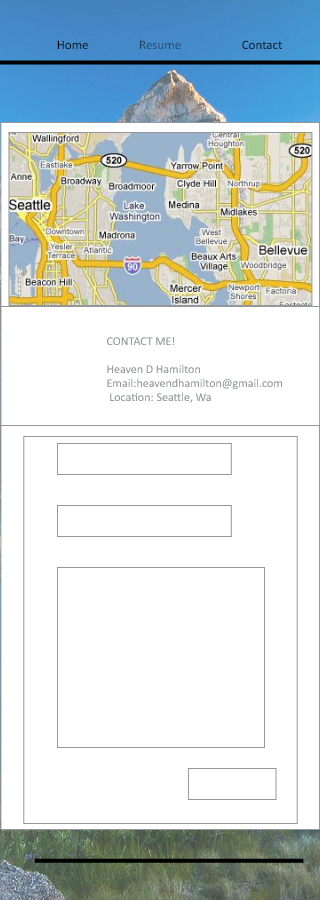 Home Resume Contact
Central
Houghton
Wallingford
520
520
Eastlake
Yarrow Point
Anne
Broadway
Broadmoor
Clyde Hill
Northrup
Seattle
Lake
Washington
Medina
Midlakes
Downtown
Madrona
West
Bellevue
Bay
Yesler
Terrace
Atlantic
Bellevue
Beaux Arts
Village
Woodbridge
90
Beacon Hill
Mercer
Island
Newport
Shores
Factoria
CONTACT ME!
Heaven D Hamilton
Email:heavendhamilton@gmail.com
Location: Seattle, Wa